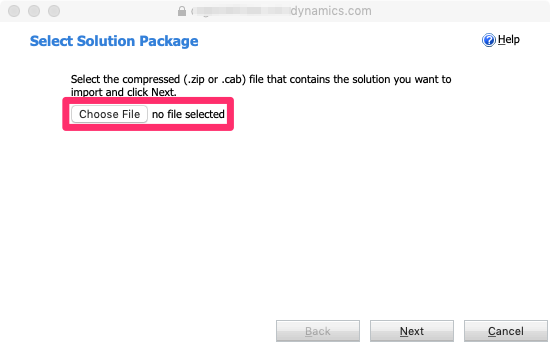 dynamics.com
Select Solution Package
Help
Select the compressed (.zip or .cab) file that contains the solution you want to
import and click Next.
Choose File no file selected
Back Next Cancel